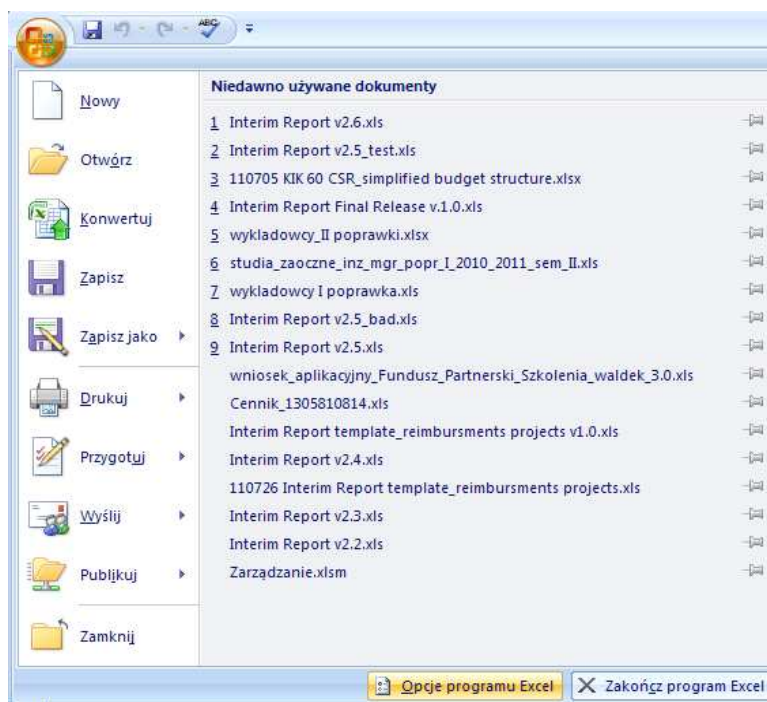 ABC
Nowy
Otwórz
Konwertuj
Zapisz
Zapisz jako
Drukuj
Przygotuj
Wyślij
Publikuj
Zamknij
Niedawno używane dokumenty
1 Interim Report v2.6.xls
2 Interim Report v2.5_test.xls
3 110705 KIK 60 CSR_simplified budget structure.xlsx
4 Interim Report Final Release v.1.0.xls
5 wykladowcy_II poprawki.xlsx
6 studia_zaoczne_inz_mgr_popr_I_2010_2011_sem_II.xls
7 wykladowcy I poprawka.xls
8 Interim Report v2.5_bad.xls
9 Interim Report v2.5.xls
wniosek_aplikacyjny_Fundusz_Partnerski_Szkolenia_waldek_3.0.xls
Cennik_1305810814.xls
Interim Report template_reimbursments projects v1.0.xls
Interim Report v2.4.xls
110726 Interim Report template_reimbursments projects.xls
Interim Report v2.3.xls
Interim Report v2.2.xls
Zarządzanie.xlsm
Opcje programu Excel
Zakończ program Excel